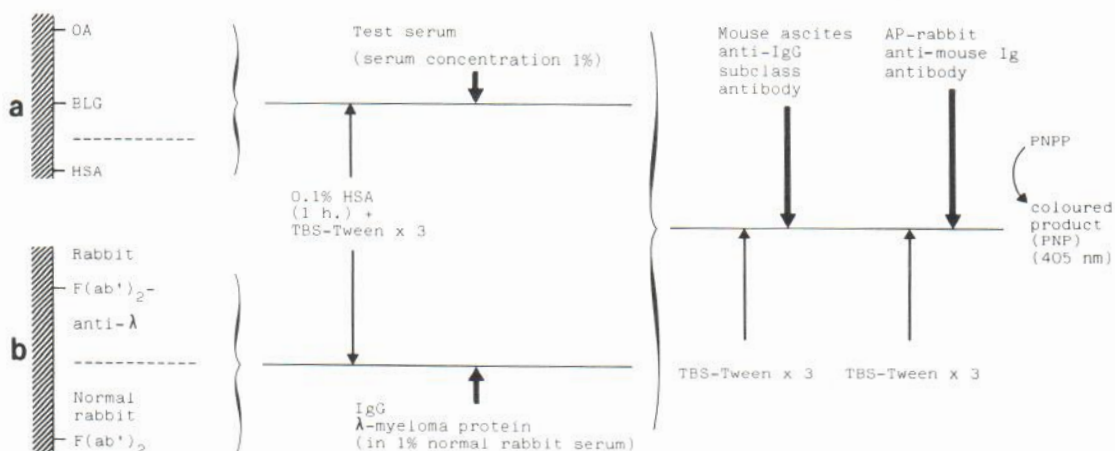 a
OA
BLG
HSA
Test serum
(serum concentration 1%)
0.1% HSA
(1 h.) +
TBS-Tween x 3
b
Rabbit
F(ab')2-
anti-λ
Normal
rabbit
F(ab')2
IgG
λ-myeloma protein
(in 1% normal rabbit serum)
Mouse ascites
anti-IgG
subclass
antibody
AP-rabbit
anti-mouse Ig
antibody
PNPP
coloured
product
(PNP)
(405 nm)
TBS-Tween x 3
TBS-Tween x 3